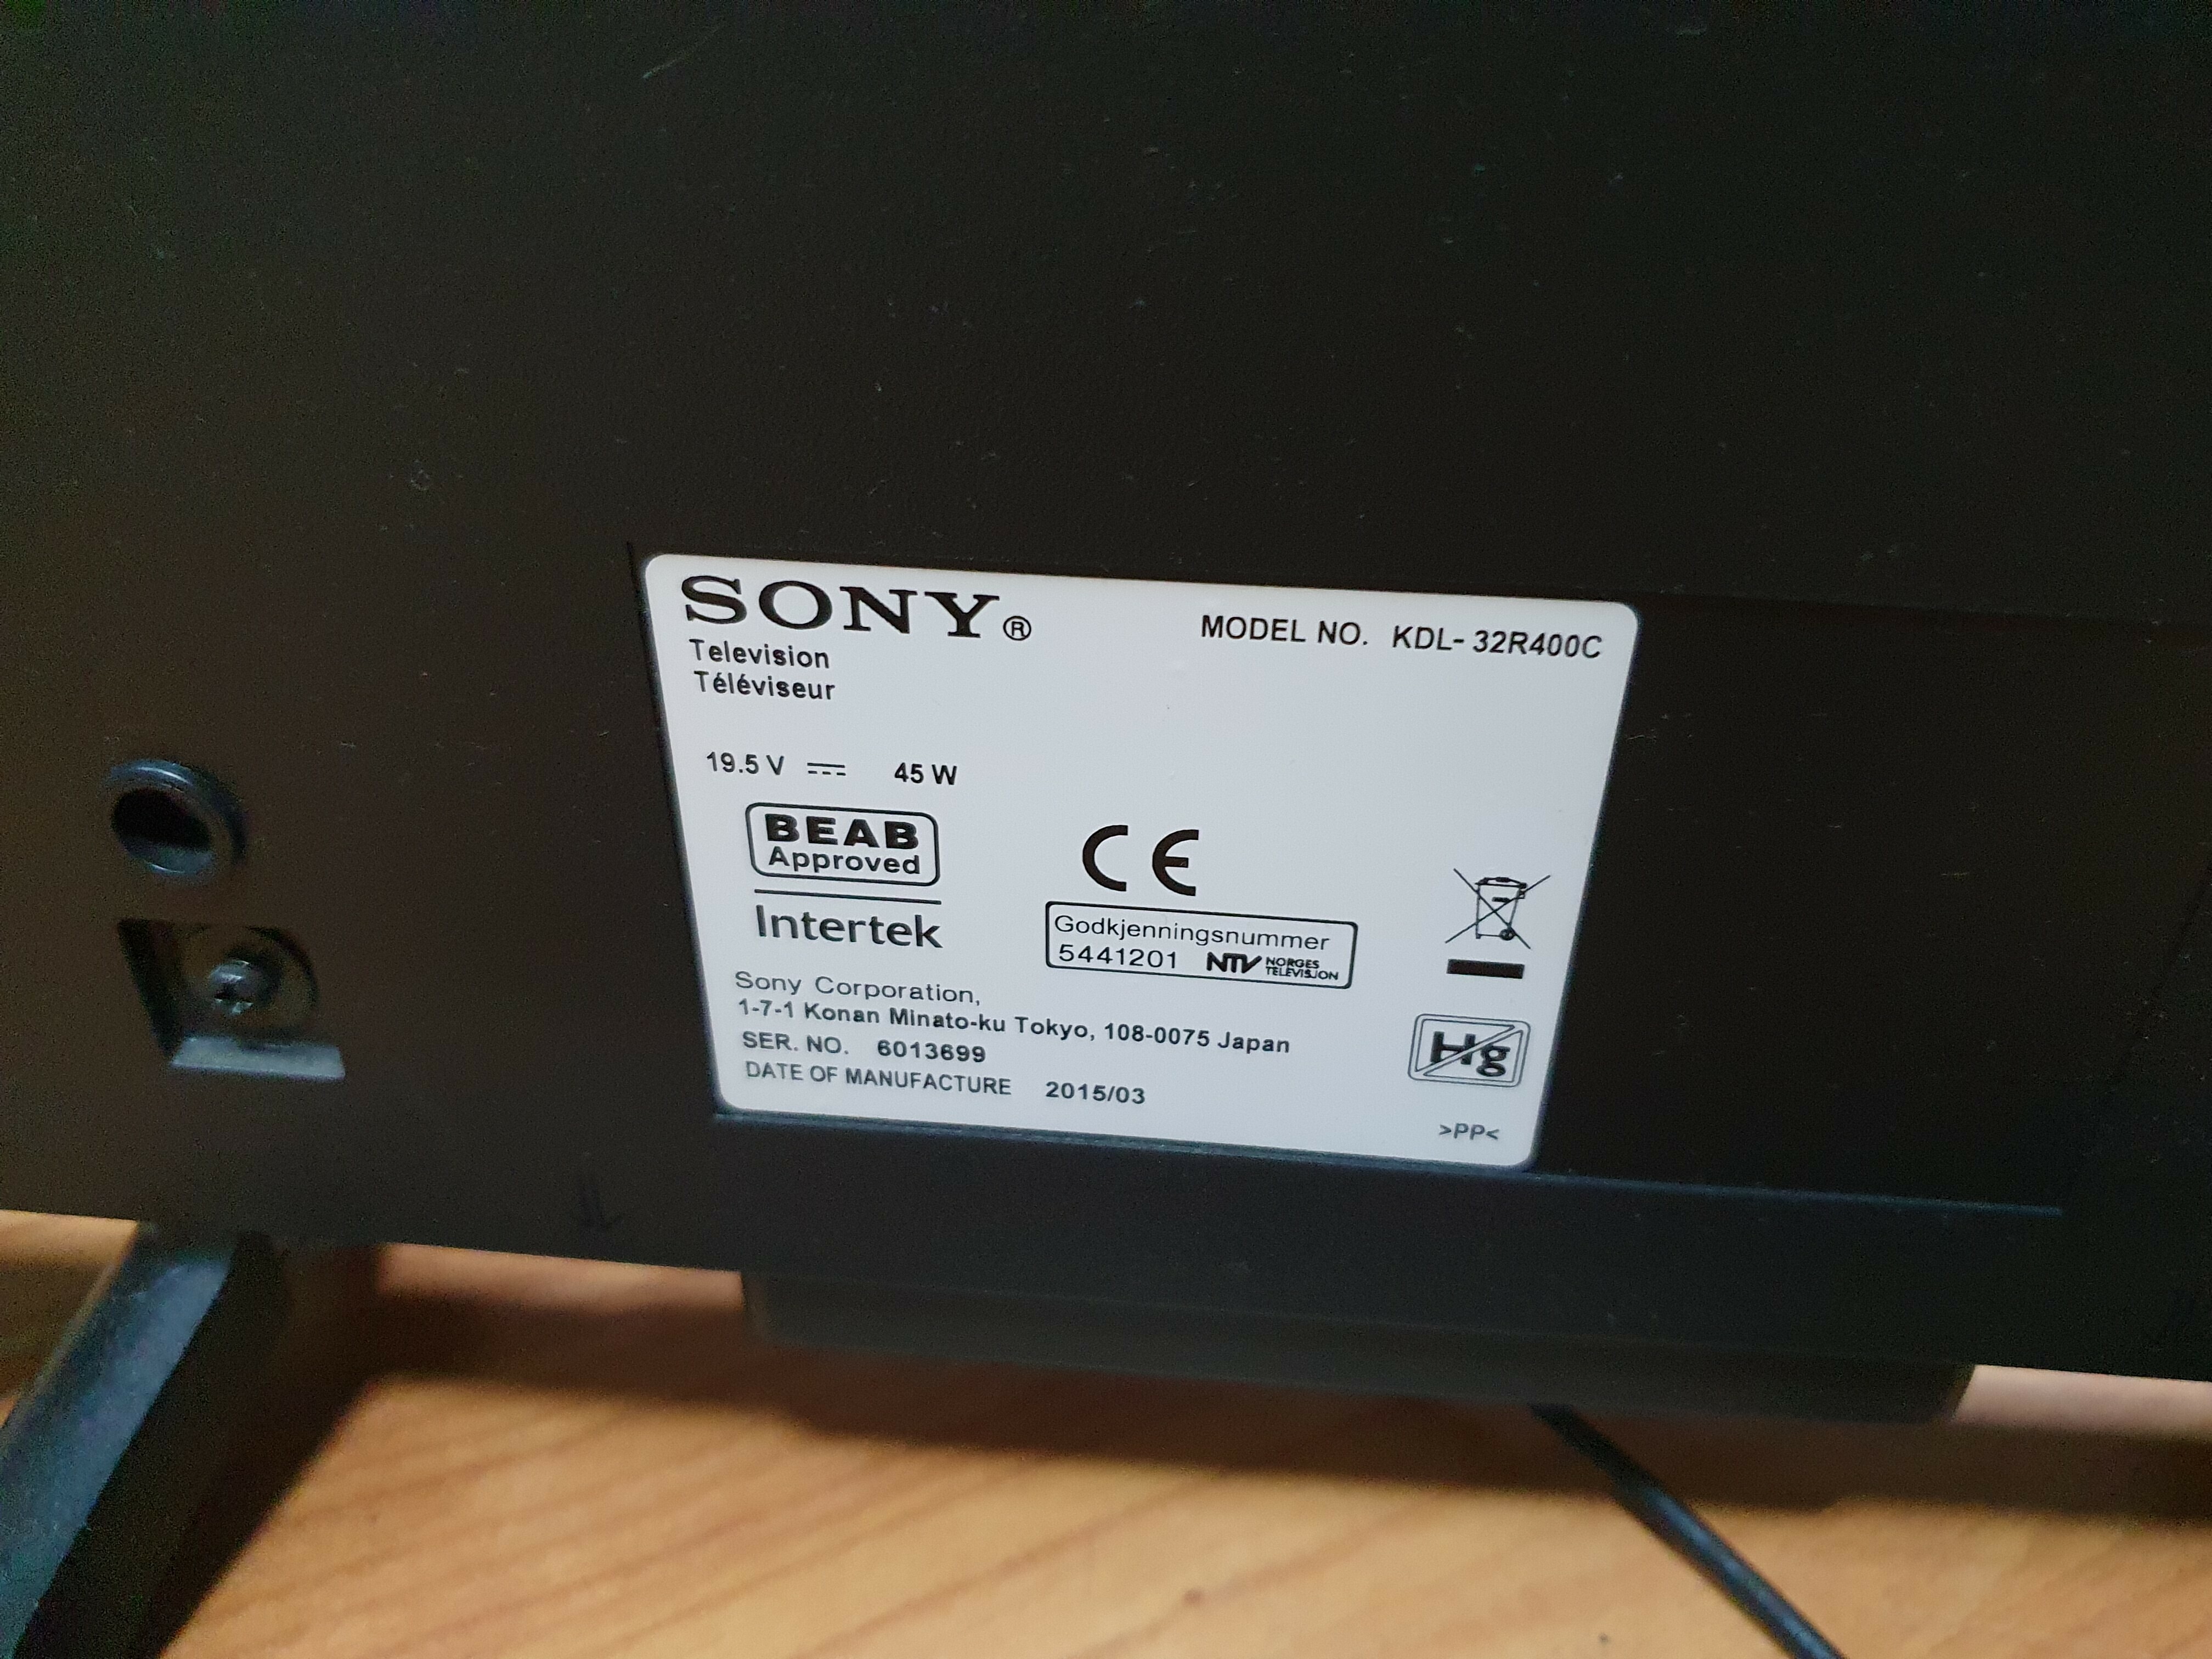 SONY®
MODEL NO. KDL- 32R400C
Television
Téléviseur
19.5 V 45 W
BEAB
Approved
Intertek
CE
Godkjenningsnummer
5441201 NTV NORGES
TELEVISJON
Sony Corporation,
1-7-1 Konan Minato-ku Tokyo, 108-0075 Japan
SER. NO. 6013699
DATE OF MANUFACTURE 2015/03
Hg
>PP<